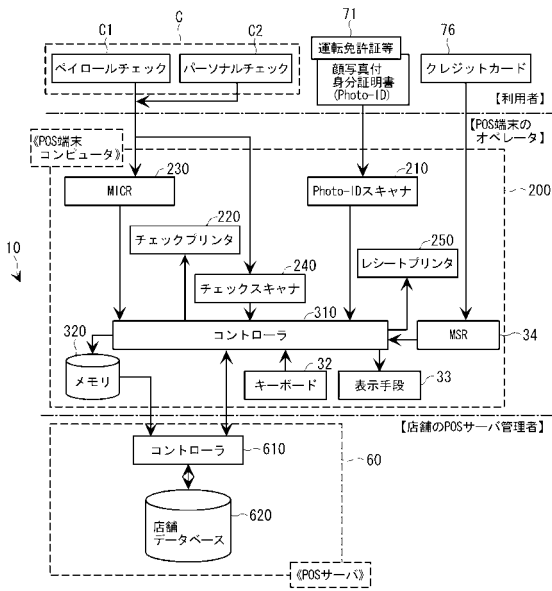 C1
C
C2
71
76
ペイロールチェック
パーソナルチェック
運転免許証等
顔写真付
身分証明書
(Photo-ID)
クレジットカード
【利用者】
【POS端末の
オペレータ】
《POS端末
コンピュータ》
230
MICR
210
Photo-IDスキャナ
200
220
チェックプリンタ
250
レシートプリンタ
10
240
チェックスキャナ
310
コントローラ
MSR
34
320
メモリ
32
キーボード
33
表示手段
【店舗のPOSサーバ管理者】
コントローラ
610
60
620
店舗
データベース
《POSサーバ》